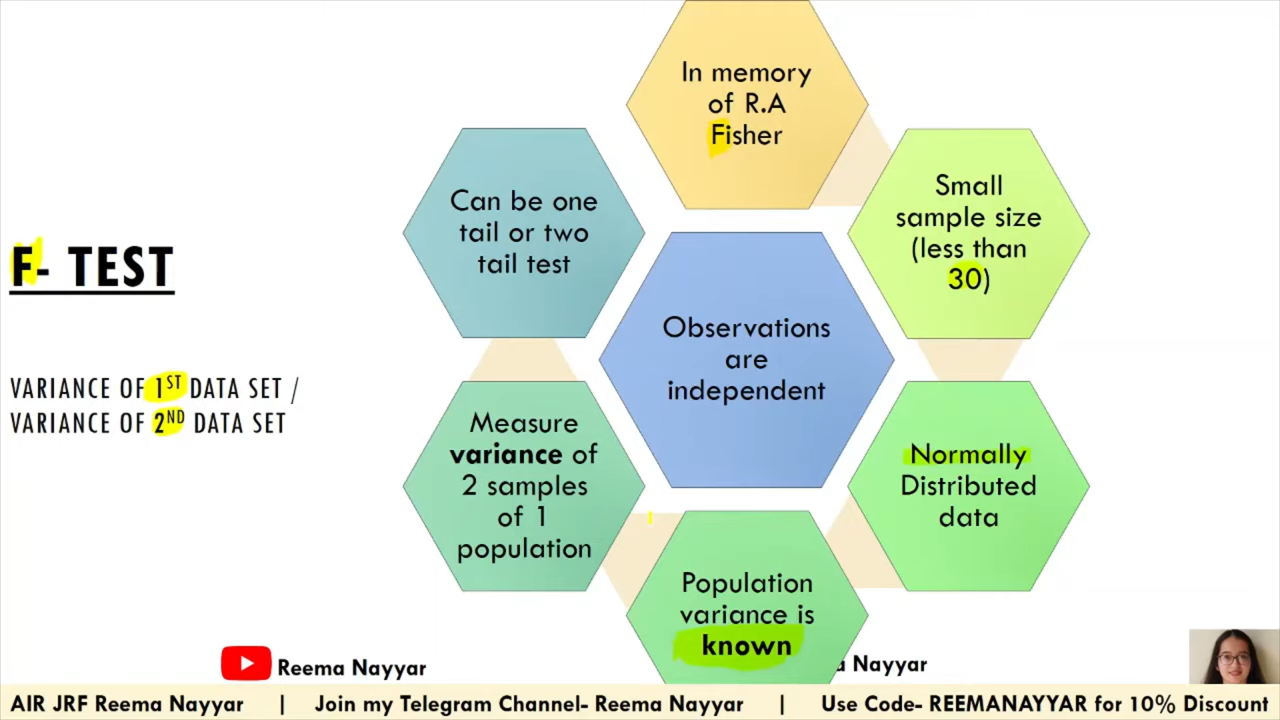 F- TEST
VARIANCE OF 1ST DATA SET /
VARIANCE OF 2ND DATA SET
In memory
of R.A
Fisher
Small
sample size
(less than
30)
Normally
Distributed
data
Population
variance is
known
Measure
variance of
2 samples
of 1
population
Can be one
tail or two
tail test
Observations
are
independent
Reema Nayyar
Nayyar
AIR JRF Reema Nayyar | Join my Telegram Channel- Reema Nayyar | Use Code- REEMANAYYAR for 10% Discount